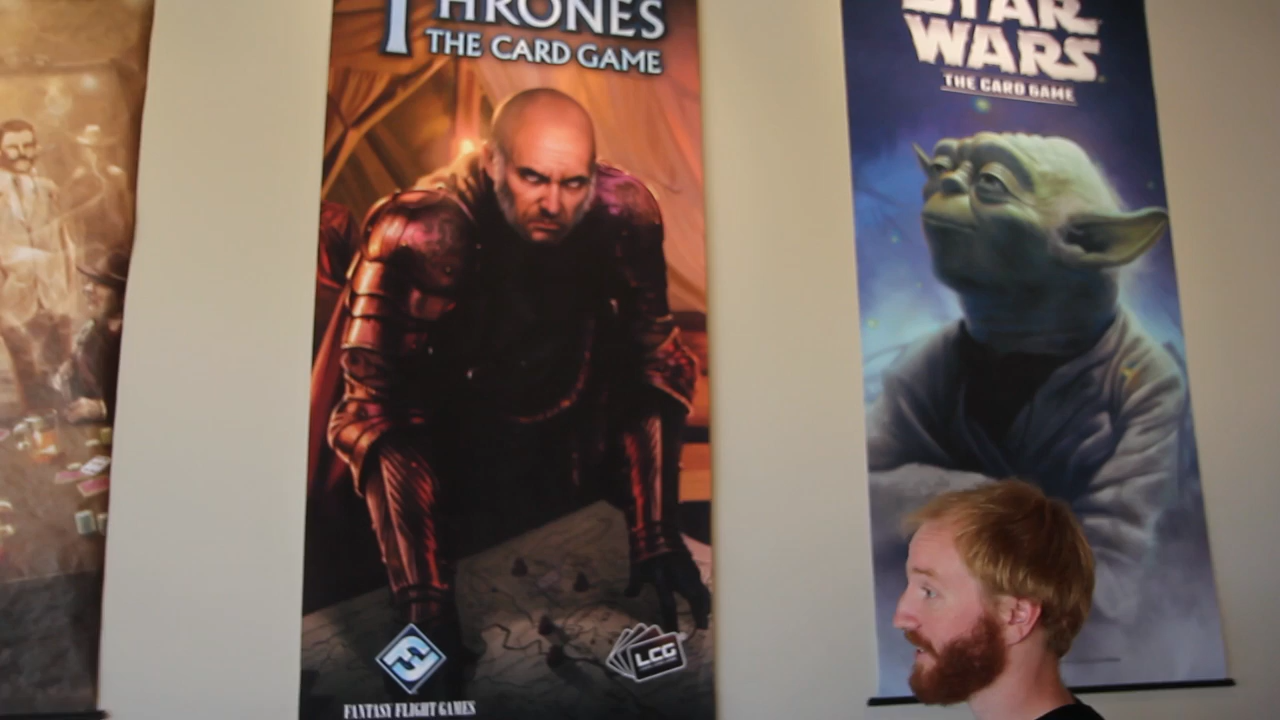 THRONES
THE CARD GAME
FANTASY FLIGHT GAMES
LCG
STAR
WARS
THE CARD GAME